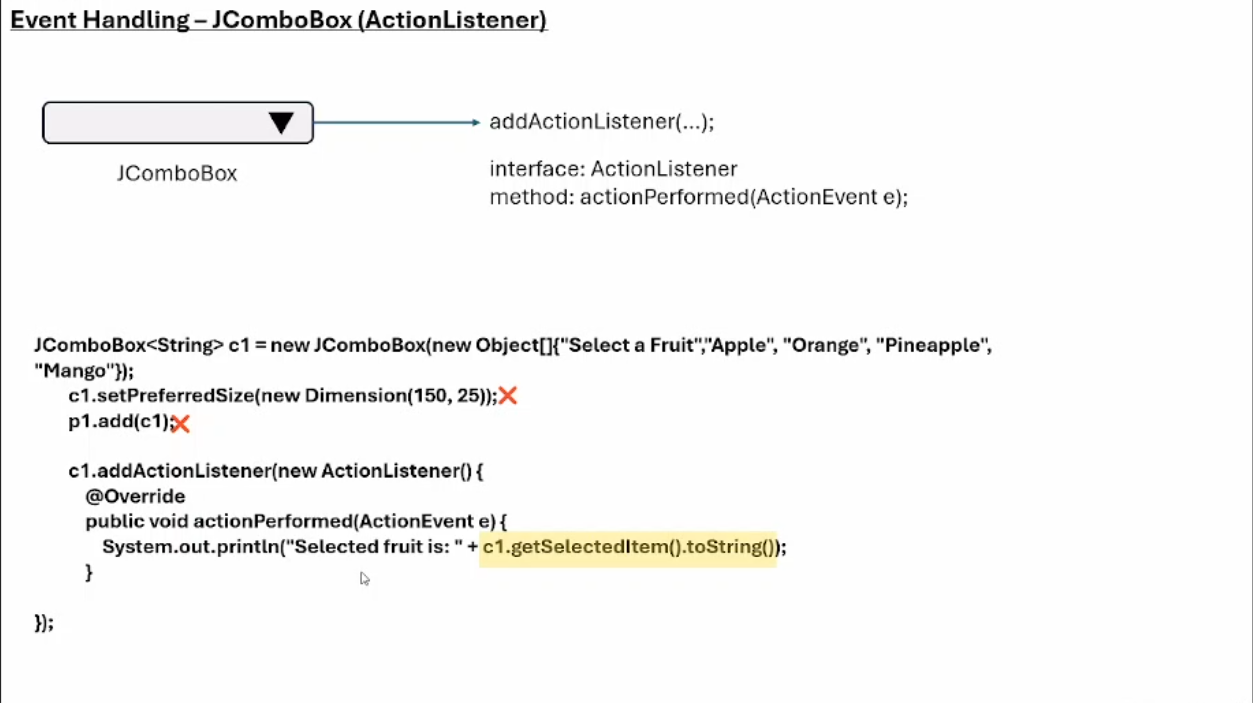 Event Handling – JComboBox (ActionListener)
addActionListener(...);
JComboBox
interface: ActionListener
method: actionPerformed(ActionEvent e);
JComboBox<String> c1 = new JComboBox(new Object[]{"Select a Fruit","Apple", "Orange", "Pineapple",
"Mango"});
c1.setPreferredSize(new Dimension(150, 25));
p1.add(c1);
c1.addActionListener(new ActionListener() {
@Override
public void actionPerformed(ActionEvent e) {
System.out.println("Selected fruit is: " + c1.getSelectedItem().toString());
}
});